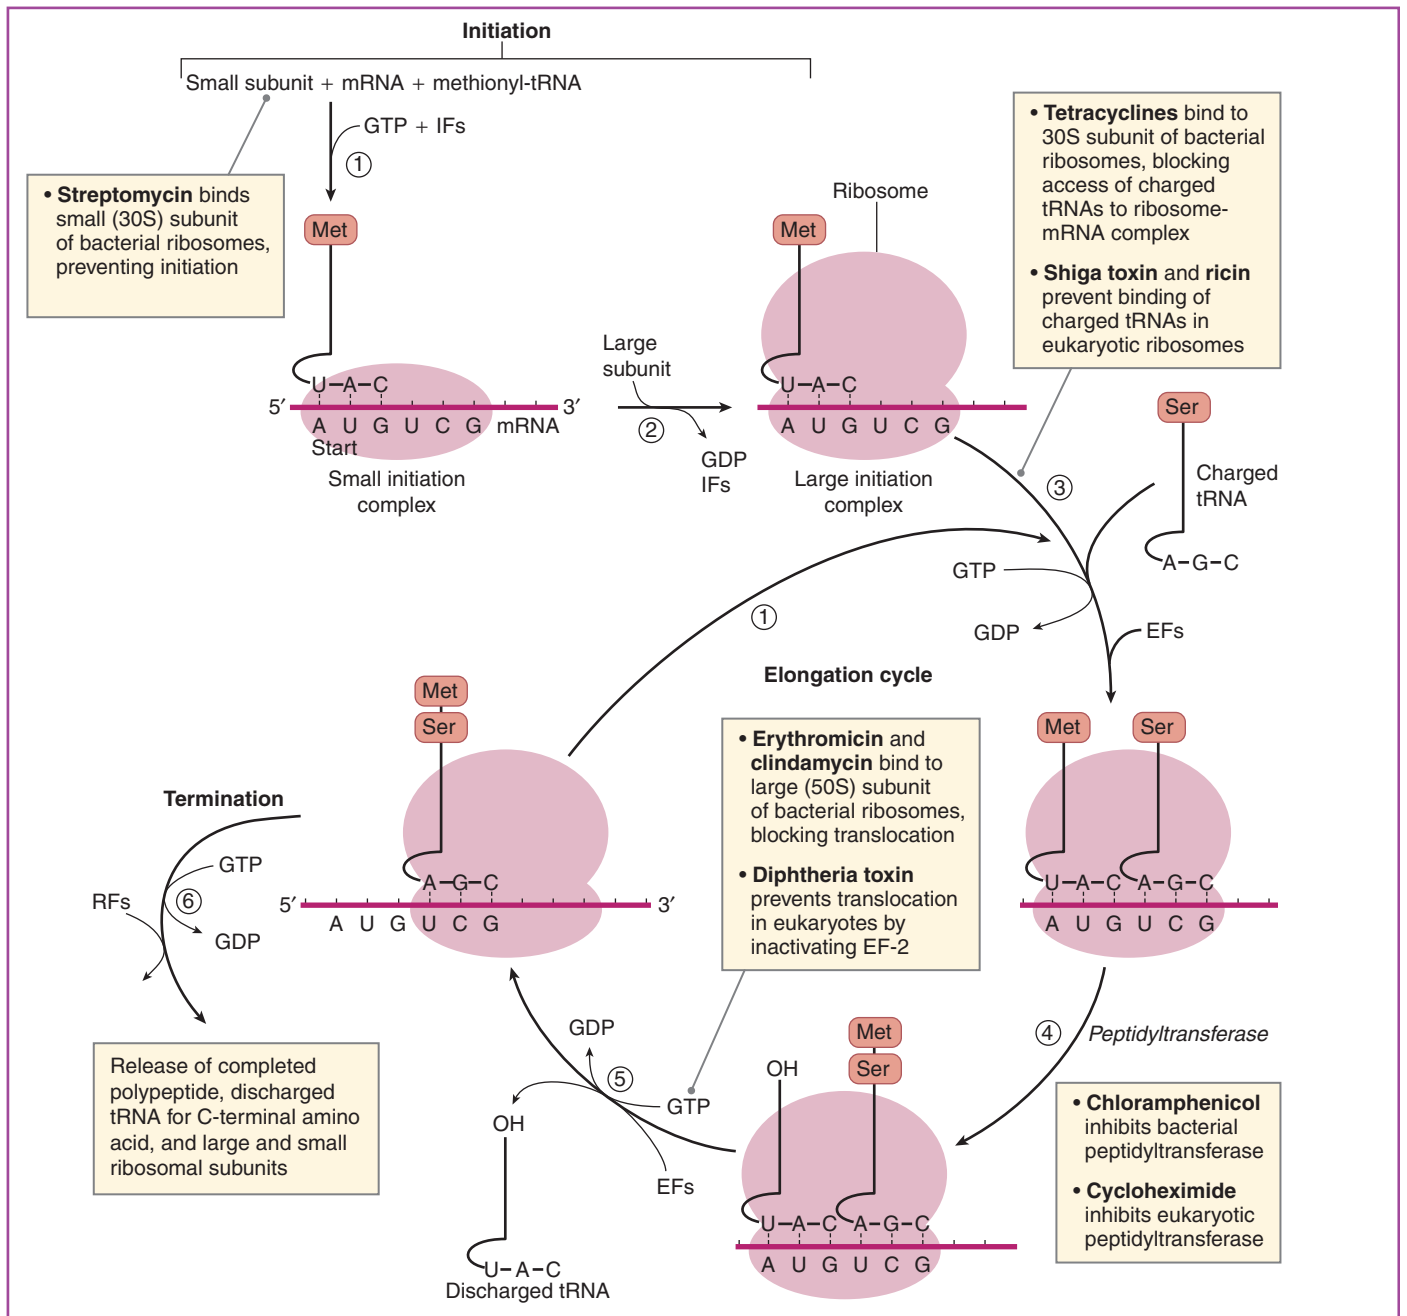 Initiation
Small subunit + mRNA + methionyl-tRNA
GTP + IFs
①
• Streptomycin binds
small (30S) subunit
of bacterial ribosomes,
preventing initiation
Met
U–A–C
5′
3′
A U G U C G mRNA
Start
Small initiation
complex
Large
subunit
②
GDP
IFs
Ribosome
Met
U–A–C
A U G U C G
Large initiation
complex
• Tetracyclines bind to
30S subunit of bacterial
ribosomes, blocking
access of charged
tRNAs to ribosome-
mRNA complex
• Shiga toxin and ricin
prevent binding of
charged tRNAs in
eukaryotic ribosomes
③
Ser
Charged
tRNA
A–G–C
GTP
GDP
EFs
①
Elongation cycle
Met
Ser
U–A–C A–G–C
A U G U C G
④
Peptidyltransferase
• Chloramphenicol
inhibits bacterial
peptidyltransferase
• Cycloheximide
inhibits eukaryotic
peptidyltransferase
OH
Met
Ser
U–A–C A–G–C
A U G U C G
• Erythromicin and
clindamycin bind to
large (50S) subunit
of bacterial ribosomes,
blocking translocation
• Diphtheria toxin
prevents translocation
in eukaryotes by
inactivating EF-2
GDP
⑤
GTP
EFs
OH
U–A–C
Discharged tRNA
Met
Ser
A–G–C
5′
3′
A U G U C G
Termination
GTP
RFs
⑥
GDP
Release of completed
polypeptide, discharged
tRNA for C-terminal amino
acid, and large and small
ribosomal subunits